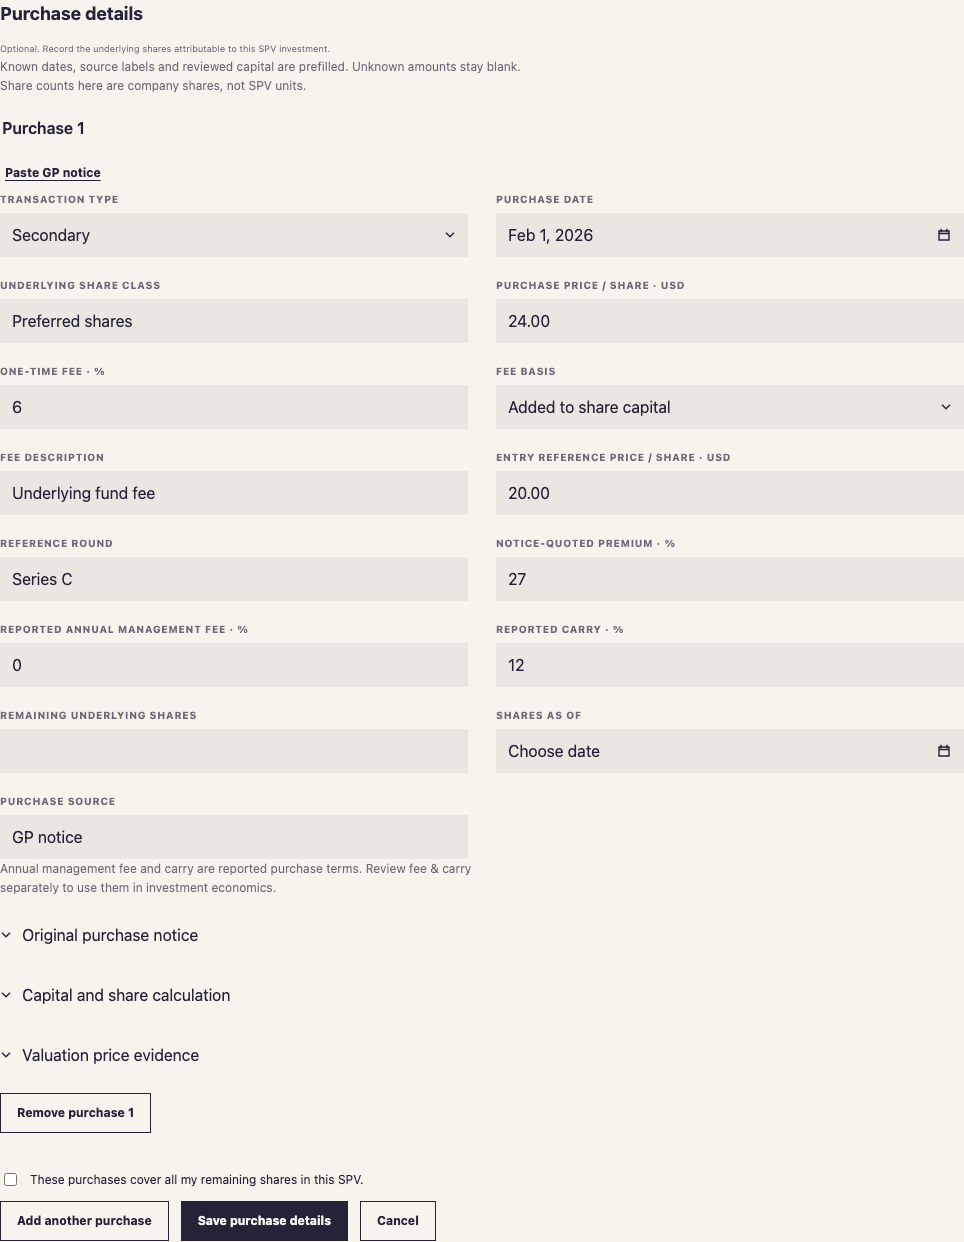 Purchase details
Optional. Record the underlying shares attributable to this SPV investment.
Known dates, source labels and reviewed capital are prefilled. Unknown amounts stay blank.
Share counts here are company shares, not SPV units.
Purchase 1
Paste GP notice
TRANSACTION TYPE
Secondary
PURCHASE DATE
Feb 1, 2026
UNDERLYING SHARE CLASS
Preferred shares
PURCHASE PRICE / SHARE · USD
24.00
ONE-TIME FEE · %
6
FEE BASIS
Added to share capital
FEE DESCRIPTION
Underlying fund fee
ENTRY REFERENCE PRICE / SHARE · USD
20.00
REFERENCE ROUND
Series C
NOTICE-QUOTED PREMIUM · %
27
REPORTED ANNUAL MANAGEMENT FEE · %
0
REPORTED CARRY · %
12
REMAINING UNDERLYING SHARES
SHARES AS OF
Choose date
PURCHASE SOURCE
GP notice
Annual management fee and carry are reported purchase terms. Review fee & carry
separately to use them in investment economics.
Original purchase notice
Capital and share calculation
Valuation price evidence
Remove purchase 1
These purchases cover all my remaining shares in this SPV.
Add another purchase
Save purchase details
Cancel